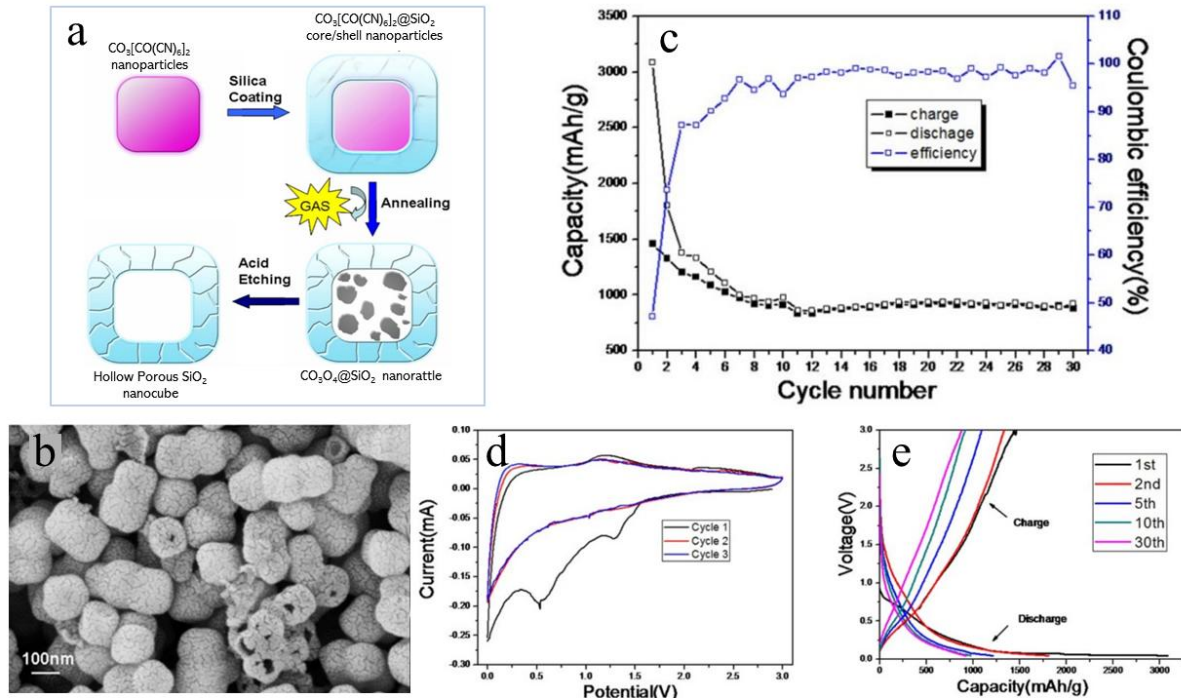 a
CO₃[CO(CN)₆]₂@SiO₂
core/shell nanoparticles
CO₃[CO(CN)₆]₂
nanoparticles
Silica
Coating
GAS
Annealing
Acid
Etching
Hollow Porous SiO₂
nanocube
CO₃O₄@SiO₂ nanorattle
b
100nm
c
Capacity(mAh/g)
3500
3000
2500
2000
1500
1000
500
0 2 4 6 8 10 12 14 16 18 20 22 24 26 28 30
Cycle number
110
100
90
80
70
60
50
40
Coulombic efficiency(%)
charge
dischage
efficiency
d
Current(mA)
0.10
0.05
0.00
-0.05
-0.10
-0.15
-0.20
-0.25
-0.30
0.0 0.5 1.0 1.5 2.0 2.5 3.0
Potential(V)
Cycle 1
Cycle 2
Cycle 3
e
Voltage(V)
3.0
2.5
2.0
1.5
1.0
0.5
0.0
0 500 1000 1500 2000 2500 3000
Capacity(mAh/g)
1st
2nd
5th
10th
30th
Charge
Discharge